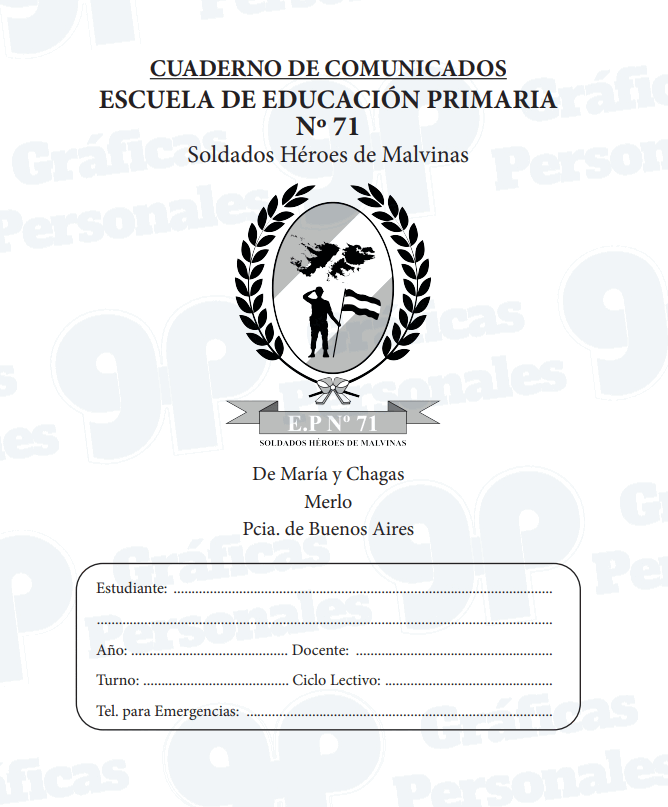 CUADERNO DE COMUNICADOS
ESCUELA DE EDUCACIÓN PRIMARIA
Nº 71
Soldados Héroes de Malvinas
E.P Nº 71
SOLDADOS HÉROES DE MALVINAS
De María y Chagas
Merlo
Pcia. de Buenos Aires
Estudiante: ..........................................................................................................
..............................................................................................................................
Año: ........................................... Docente: ......................................................
Turno: ........................................ Ciclo Lectivo: ..............................................
Tel. para Emergencias: .....................................................................................
gp
Gráficas
Personales